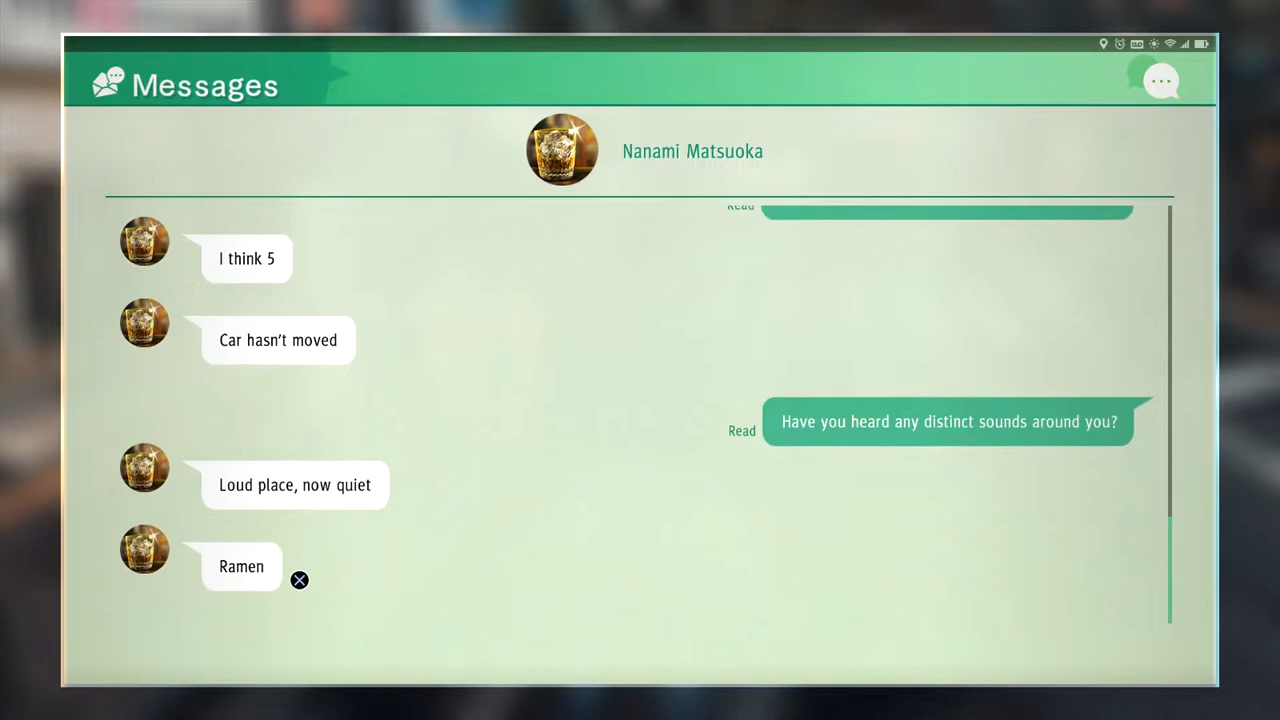 Messages
Nanami Matsuoka
Read
I think 5
Car hasn't moved
Have you heard any distinct sounds around you?
Read
Loud place, now quiet
Ramen